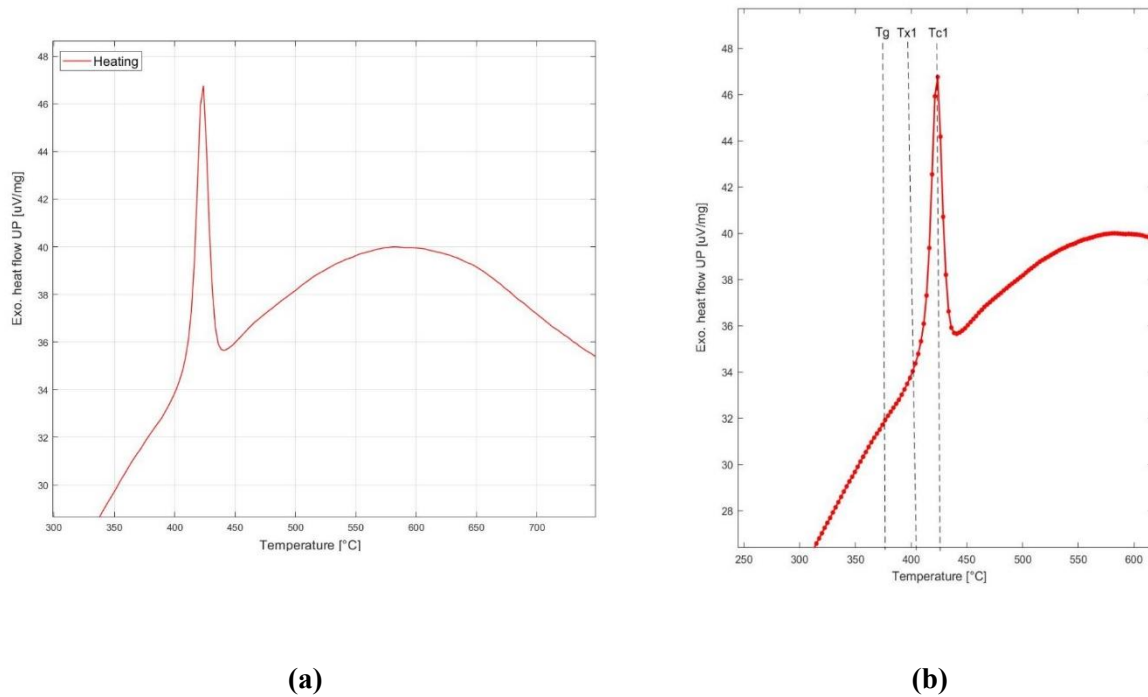 Heating
48
46
44
42
40
38
36
34
32
30
300 350 400 450 500 550 600 650 700
Exo. heat flow UP [uV/mg]
Temperature [°C]
(a)
Tg Tx1 Tc1
48
46
44
42
40
38
36
34
32
30
28
250 300 350 400 450 500 550 600
Exo. heat flow UP [uV/mg]
Temperature [°C]
(b)